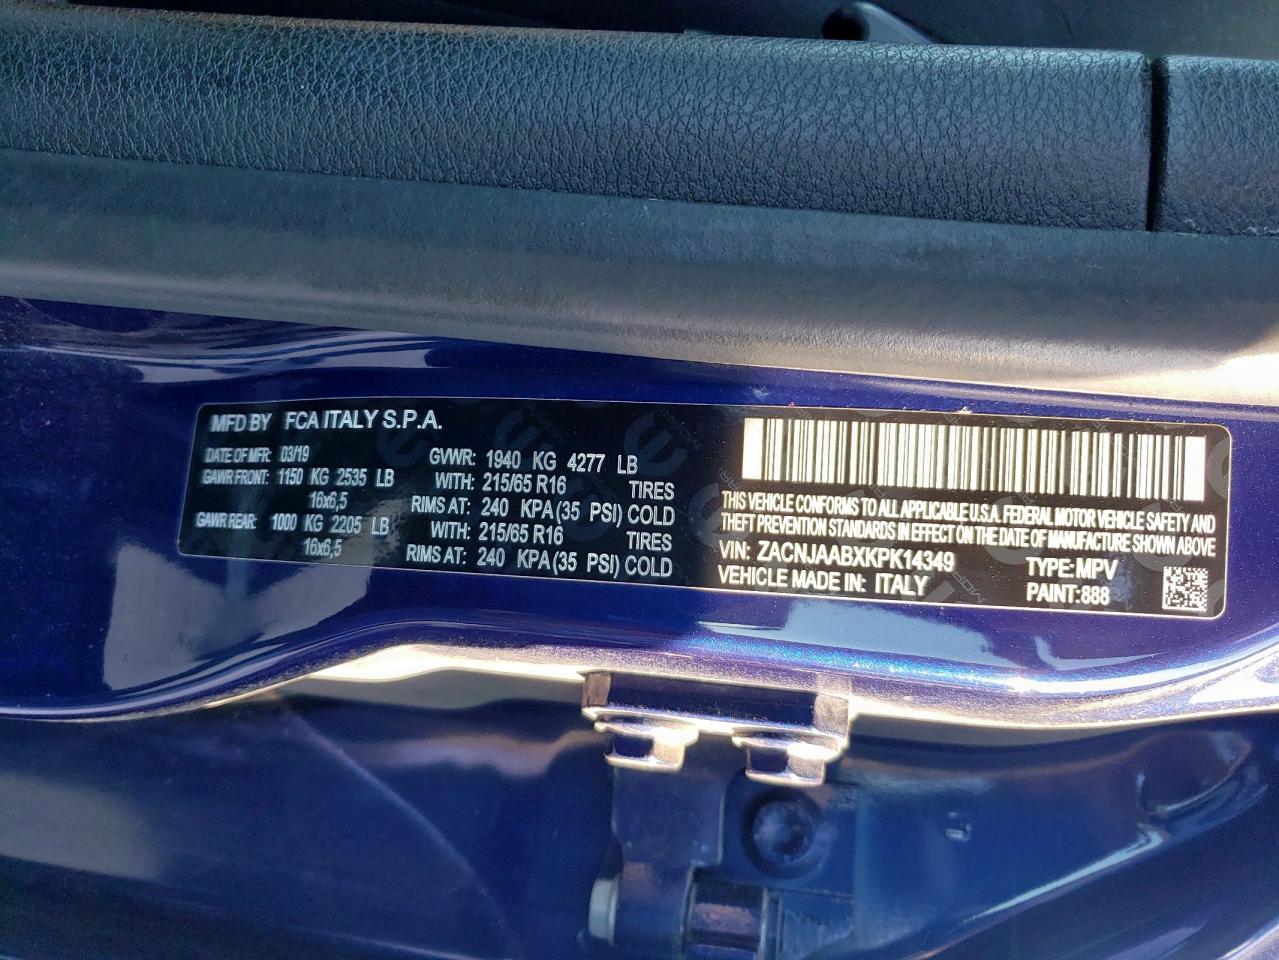 MFD BY FCA ITALY S.P.A.
DATE OF MFR: 03/19 GVWR: 1940 KG 4277 LB
GAWR FRONT: 1150 KG 2535 LB WITH: 215/65 R16 TIRES
16x6,5 RIMS AT: 240 KPA (35 PSI) COLD
GAWR REAR: 1000 KG 2205 LB WITH: 215/65 R16 TIRES
16x6,5 RIMS AT: 240 KPA (35 PSI) COLD
THIS VEHICLE CONFORMS TO ALL APPLICABLE U.S.A. FEDERAL MOTOR VEHICLE SAFETY AND
THEFT PREVENTION STANDARDS IN EFFECT ON THE DATE OF MANUFACTURE SHOWN ABOVE
VIN: ZACNJAABXKPK14349 TYPE: MPV
VEHICLE MADE IN: ITALY PAINT: 888